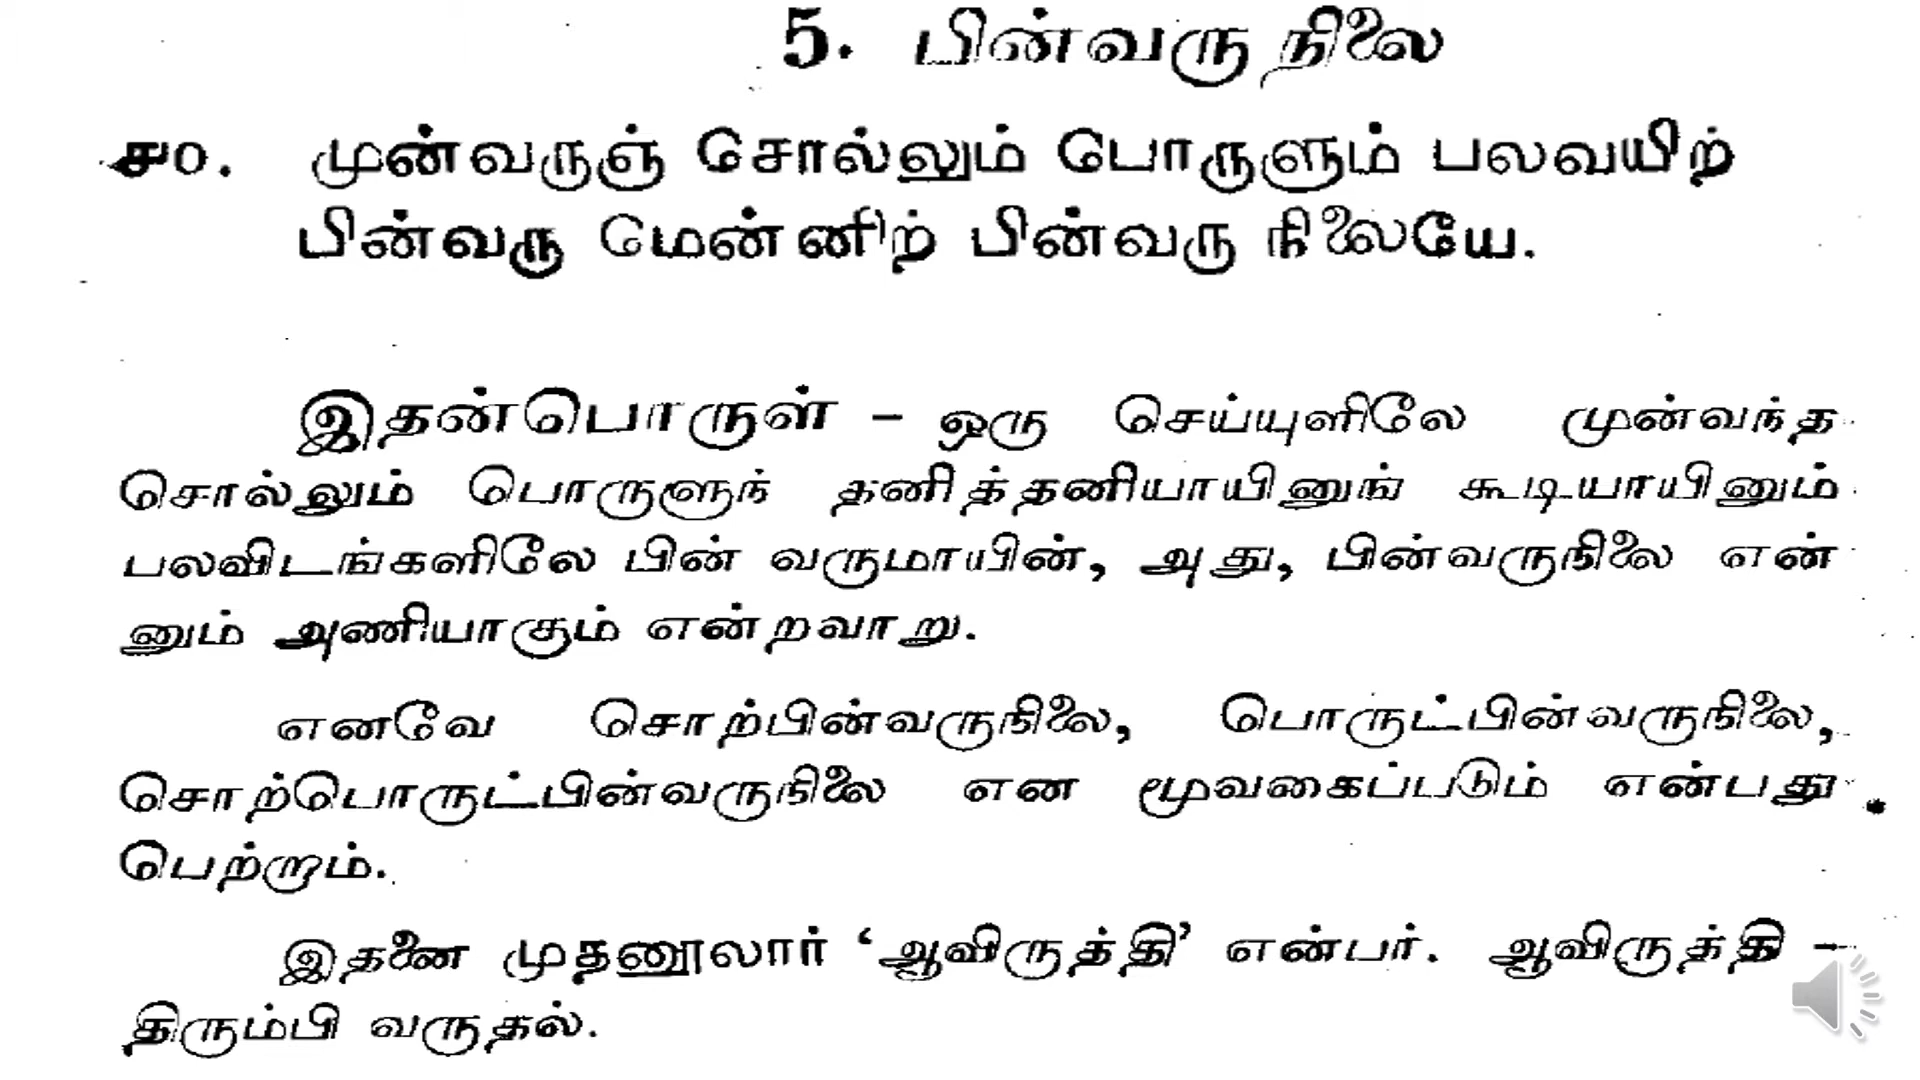 5. பின்வரு நிலை
௪௦. முன்வருஞ் சொல்லும் பொருளும் பலவயிற்
பின்வரு மென்னிற் பின்வரு நிலையே.
இதன்பொருள் - ஒரு செய்யுளிலே முன்வந்த
சொல்லும் பொருளுந் தனித்தனியாயினுங் கூடியாயினும்
பலவிடங்களிலே பின் வருமாயின், அது, பின்வருநிலை என்
னும் அணியாகும் என்றவாறு.
எனவே சொற்பின்வருநிலை, பொருட்பின்வருநிலை,
சொற்பொருட்பின்வருநிலை என மூவகைப்படும் என்பது
பெற்றாம்.
இதனை முதனூலார் ‘ஆவிருத்தி’ என்பர். ஆவிருத்தி -
திரும்பி வருதல்.